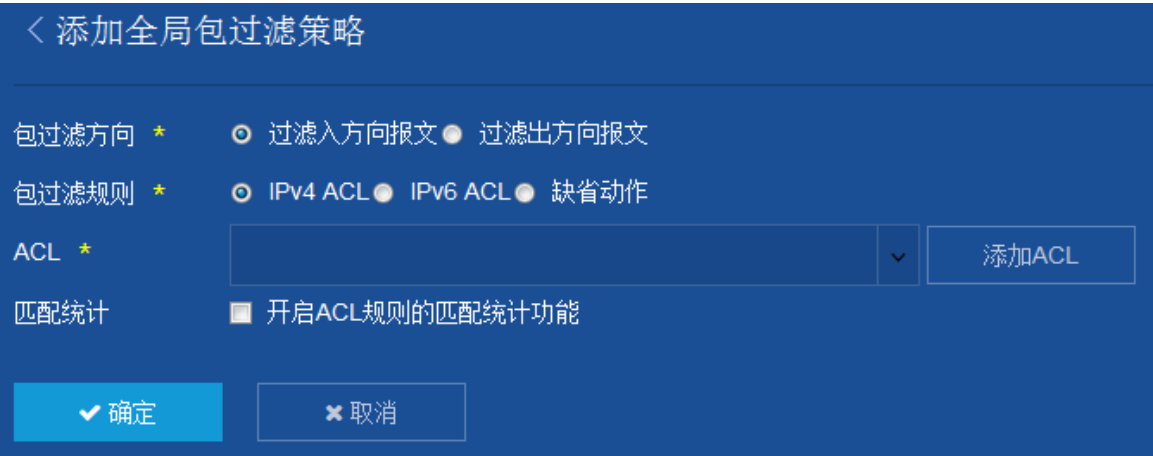 添加全局包过滤策略
包过滤方向 * 过滤入方向报文 过滤出方向报文
包过滤规则 * IPv4 ACL IPv6 ACL 缺省动作
ACL * 添加ACL
匹配统计 开启ACL规则的匹配统计功能
确定 取消